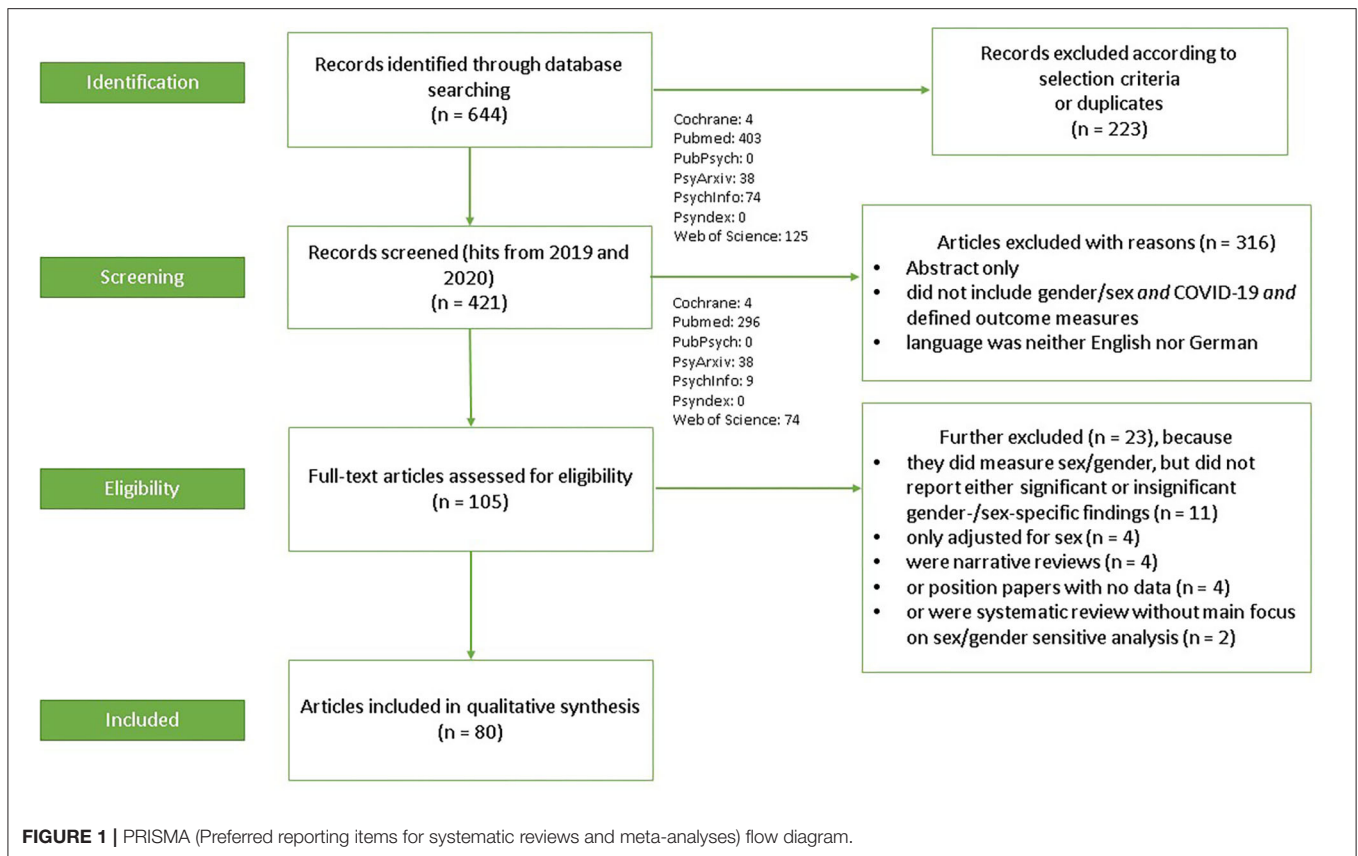 Identification
Records identified through database
searching
(n = 644)
Records excluded according to
selection criteria
or duplicates
(n = 223)
Cochrane: 4
Pubmed: 403
PubPsych: 0
PsyArxiv: 38
PsychInfo: 74
Psyndex: 0
Web of Science: 125
Screening
Records screened (hits from 2019 and
2020)
(n = 421)
Articles excluded with reasons (n = 316)
• Abstract only
• did not include gender/sex and COVID-19 and
defined outcome measures
• language was neither English nor German
Cochrane: 4
Pubmed: 296
PubPsych: 0
PsyArxiv: 38
PsychInfo: 9
Psyndex: 0
Web of Science: 74
Eligibility
Full-text articles assessed for eligibility
(n = 105)
Further excluded (n = 23), because
• they did measure sex/gender, but did not
report either significant or insignificant
gender-/sex-specific findings (n = 11)
• only adjusted for sex (n = 4)
• were narrative reviews (n = 4)
• or position papers with no data (n = 4)
• or were systematic review without main focus
on sex/gender sensitive analysis (n = 2)
Included
Articles included in qualitative synthesis
(n = 80)
FIGURE 1 | PRISMA (Preferred reporting items for systematic reviews and meta-analyses) flow diagram.